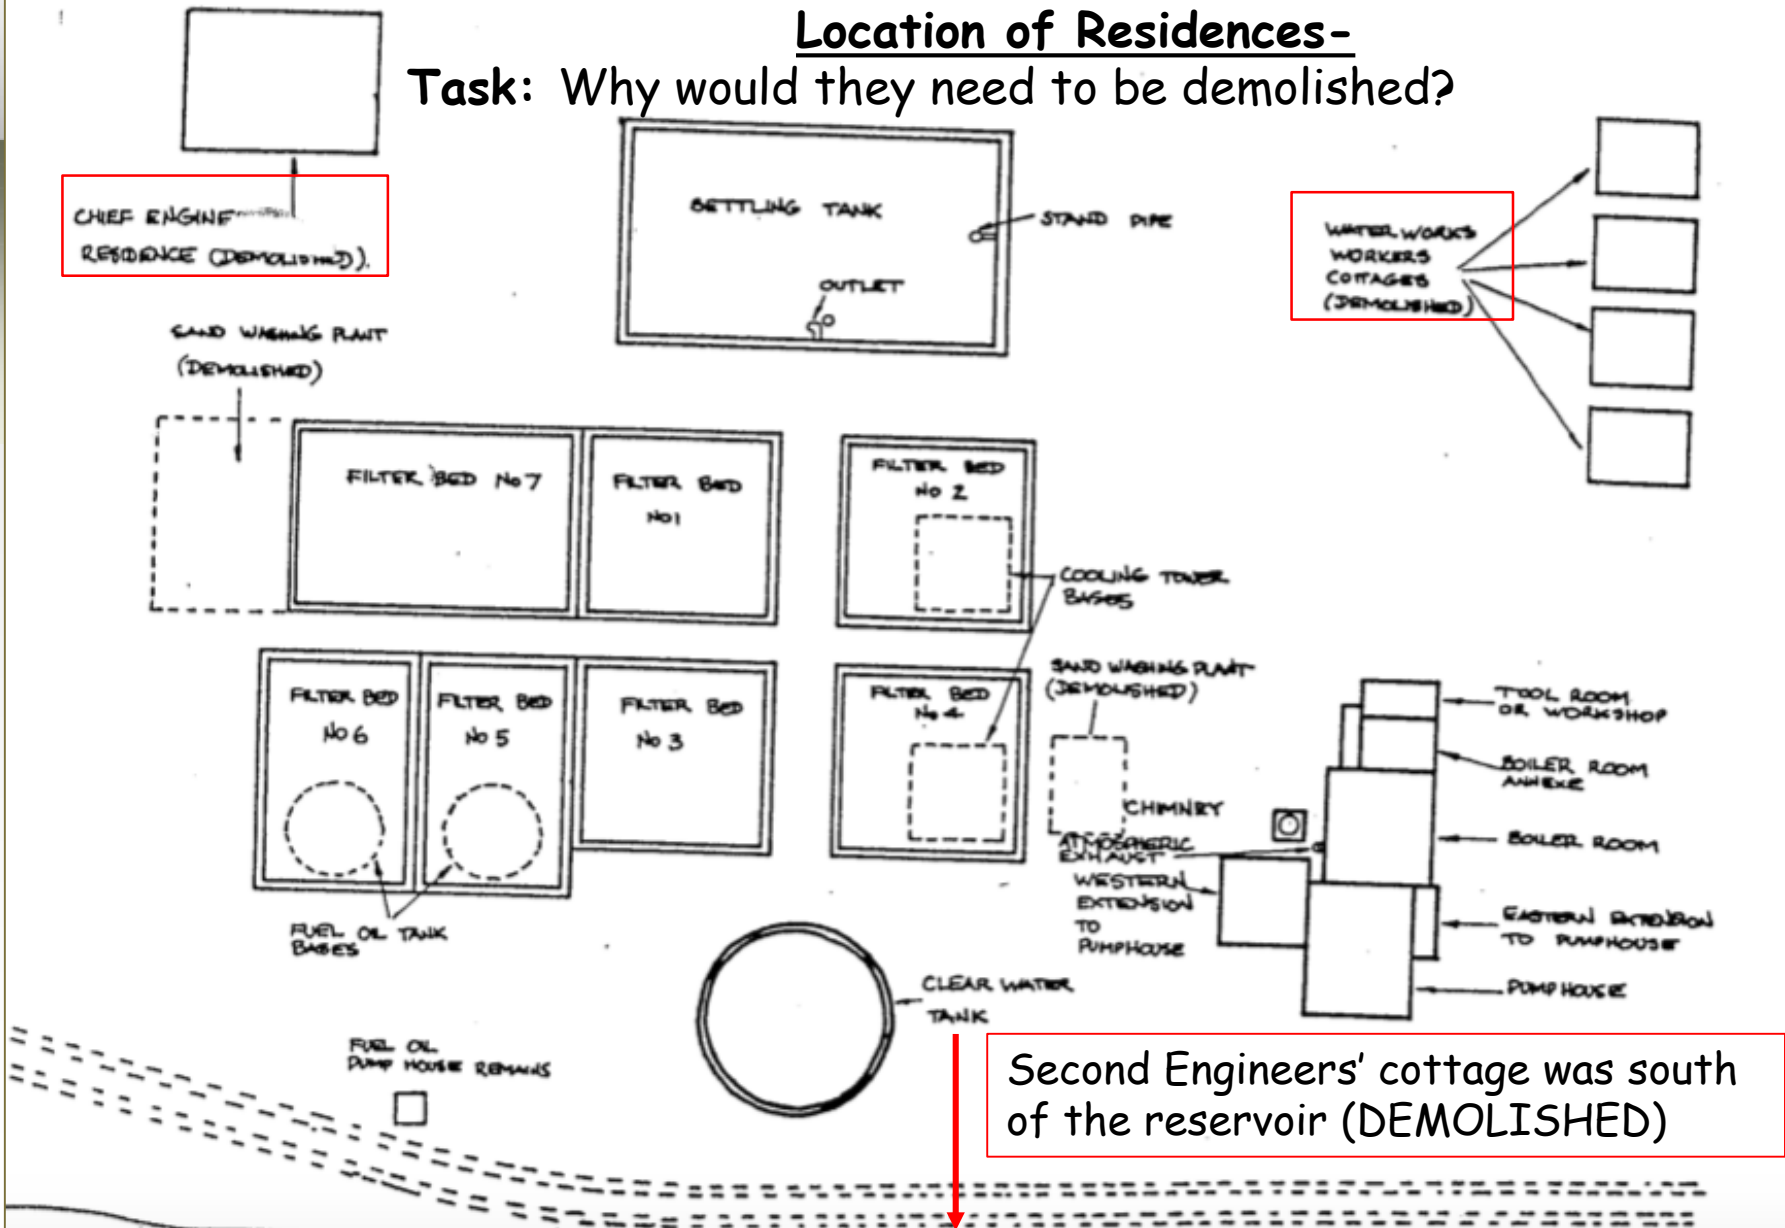 Location of Residences-
Task: Why would they need to be demolished?
CHIEF ENGINE
RESIDENCE (DEMOLISHED).
SETTLING TANK
STAND PIPE
OUTLET
WATER WORKS
WORKERS
COTTAGES
(DEMOLISHED)
SAND WASHING PLANT
(DEMOLISHED)
FILTER BED No 7
FILTER BED
No 1
FILTER BED
No 2
COOLING TOWER
BASES
FILTER BED
No 6
FILTER BED
No 5
FILTER BED
No 3
FILTER BED
No 4
SAND WASHING PLANT
(DEMOLISHED)
CHIMNEY
ATMOSPHERIC
EXHAUST
WESTERN
EXTENSION
TO
PUMPHOUSE
TOOL ROOM
OR WORKSHOP
BOILER ROOM
ANNEXE
BOILER ROOM
EASTERN EXTENSION
TO PUMPHOUSE
PUMPHOUSE
FUEL OIL TANK
BASES
CLEAR WATER
TANK
FUEL OIL
PUMP HOUSE REMAINS
Second Engineers' cottage was south
of the reservoir (DEMOLISHED)